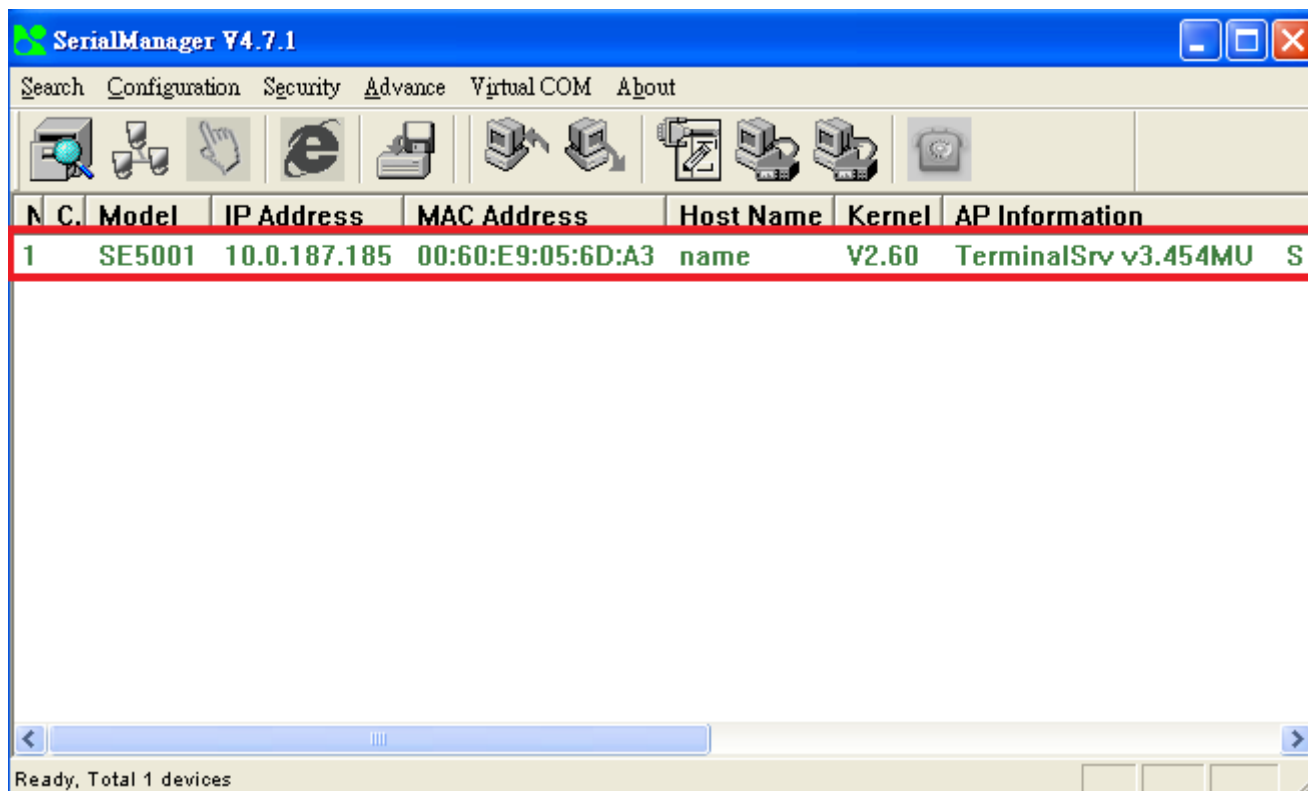 SerialManager V4.7.1
Search Configuration Security Advance Virtual COM About
N C. Model IP Address MAC Address Host Name Kernel AP Information
1 SE5001 10.0.187.185 00:60:E9:05:6D:A3 name V2.60 TerminalSrv v3.454MU S
Ready, Total 1 devices